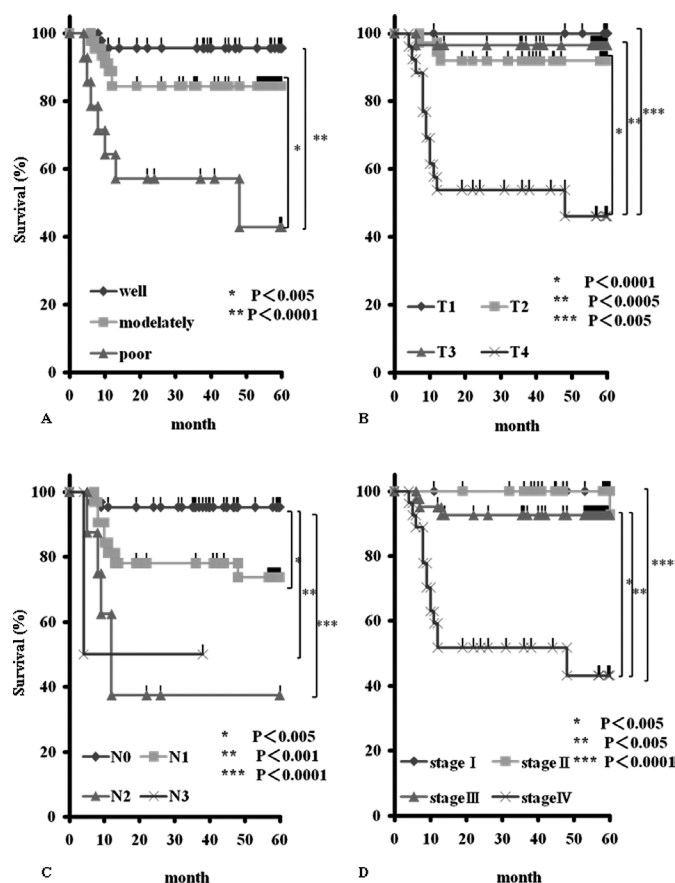 100
80
60
40
20
0
Survival (%)
well
modelately
poor
* P<0.005
** P<0.0001
*
**
0 10 20 30 40 50 60
month
A
100
80
60
40
20
0
T1 T2
T3 T4
* P<0.0001
** P<0.0005
*** P<0.005
*
**
***
0 10 20 30 40 50 60
month
B
100
80
60
40
20
0
Survival (%)
N0 N1
N2 N3
* P<0.005
** P<0.001
*** P<0.0001
*
**
***
0 10 20 30 40 50 60
month
C
100
80
60
40
20
0
stage I stage II
stage III stage IV
* P<0.005
** P<0.005
*** P<0.0001
*
**
***
0 10 20 30 40 50 60
month
D